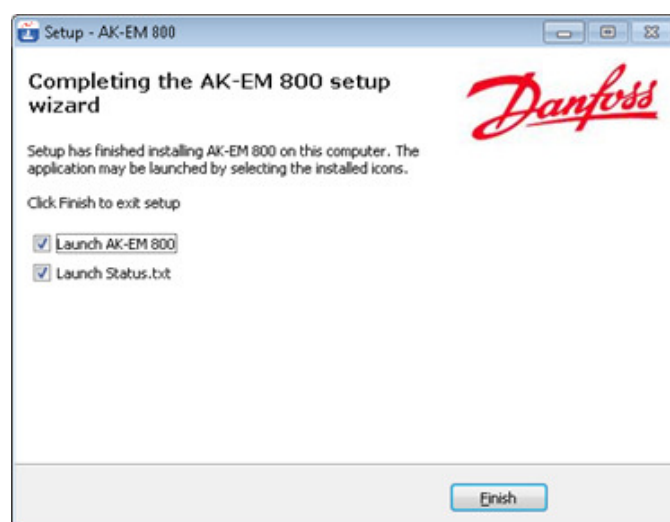 Setup - AK-EM 800
Completing the AK-EM 800 setup
wizard
Danfoss
Setup has finished installing AK-EM 800 on this computer. The
application may be launched by selecting the installed icons.
Click Finish to exit setup
Launch AK-EM 800
Launch Status.txt
Finish